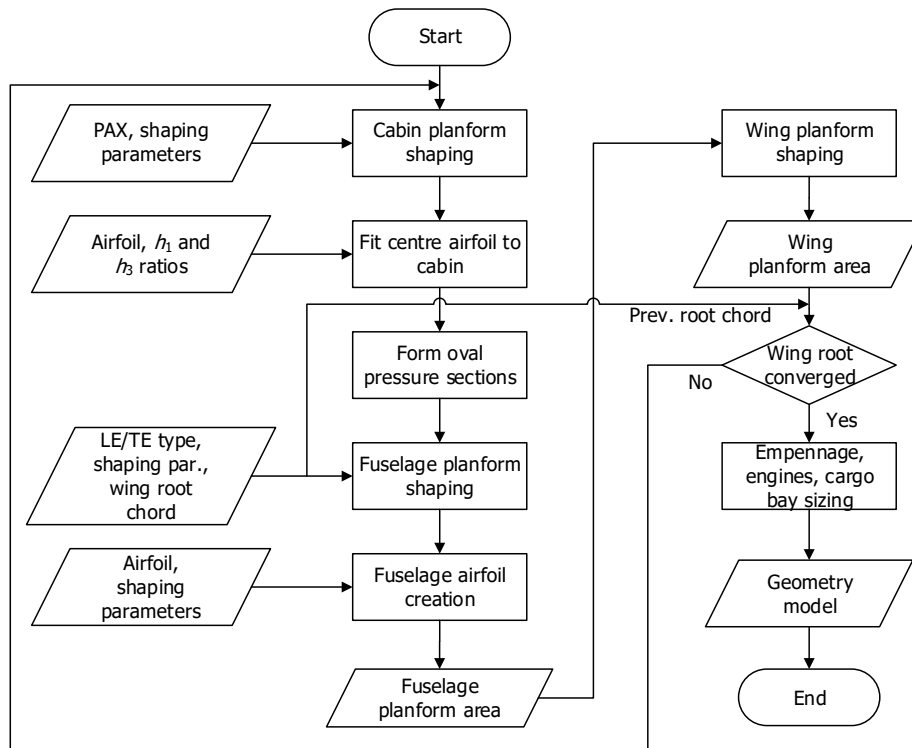 Start
PAX, shaping
parameters
Cabin planform
shaping
Wing planform
shaping
Airfoil, h1 and
h3 ratios
Fit centre airfoil to
cabin
Wing
planform area
Prev. root chord
Form oval
pressure sections
Wing root
converged
No
Yes
LE/TE type,
shaping par.,
wing root
chord
Fuselage planform
shaping
Empennage,
engines, cargo
bay sizing
Airfoil,
shaping
parameters
Fuselage airfoil
creation
Geometry
model
Fuselage
planform area
End